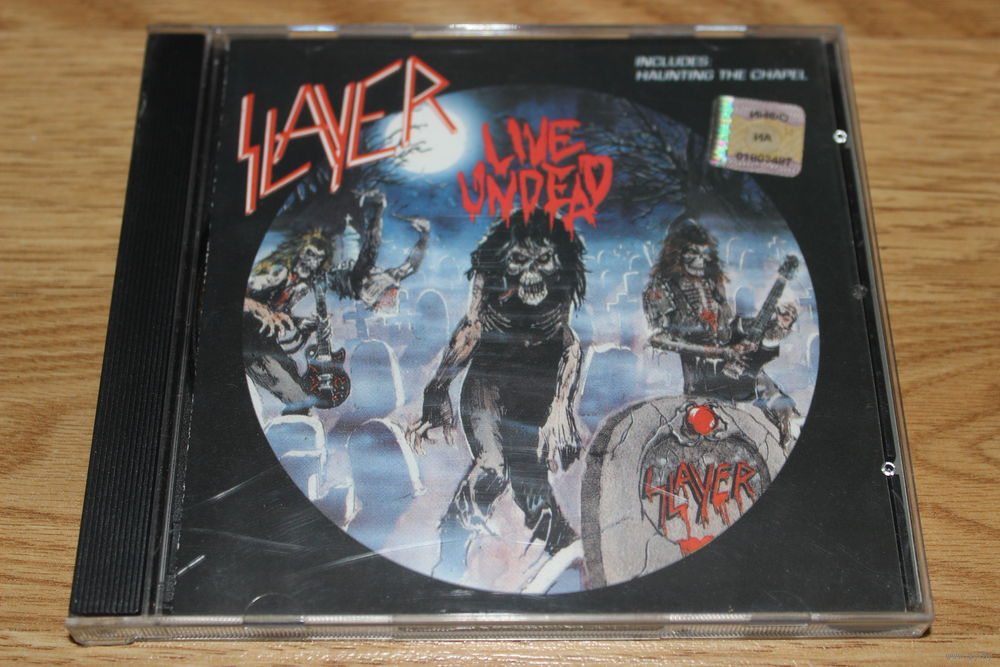 SLAYER
INCLUDES
HAUNTING THE CHAPEL
LIVE
UNDEAD
SLAYER